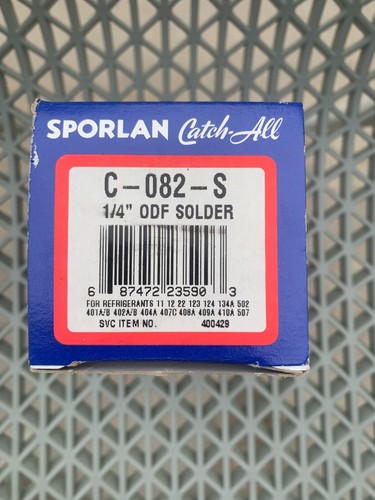 SPORLAN Catch-All
C-082-S
1/4" ODF SOLDER
6 87472 23590 3
FOR REFRIGERANTS 11 12 22 123 124 134A 502
401A/B 402A/B 404A 407C 408A 409A 410A 507
SVC ITEM NO. 400429